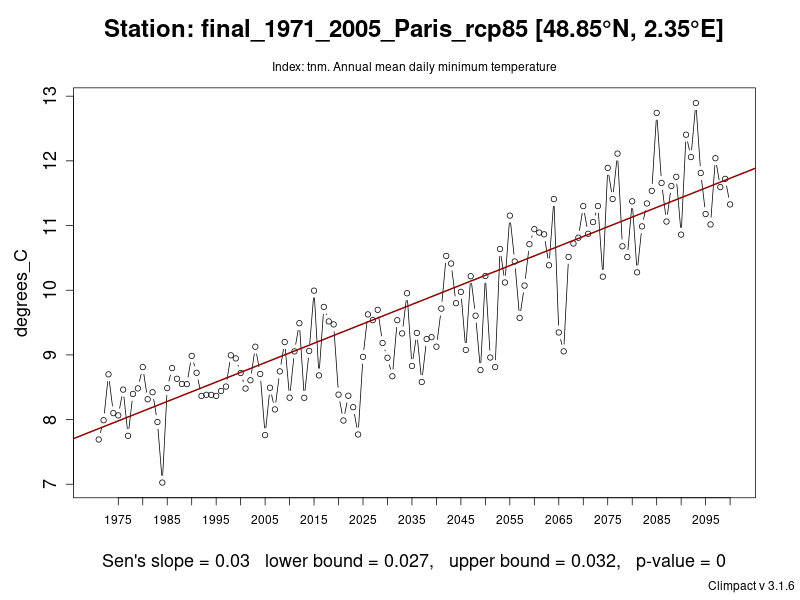 Station: final_1971_2005_Paris_rcp85 [48.85°N, 2.35°E]
Index: tnm. Annual mean daily minimum temperature
13
12
11
10
9
8
7
degrees_C
1975 1985 1995 2005 2015 2025 2035 2045 2055 2065 2075 2085 2095
Sen's slope = 0.03 lower bound = 0.027, upper bound = 0.032, p-value = 0
Climpact v 3.1.6